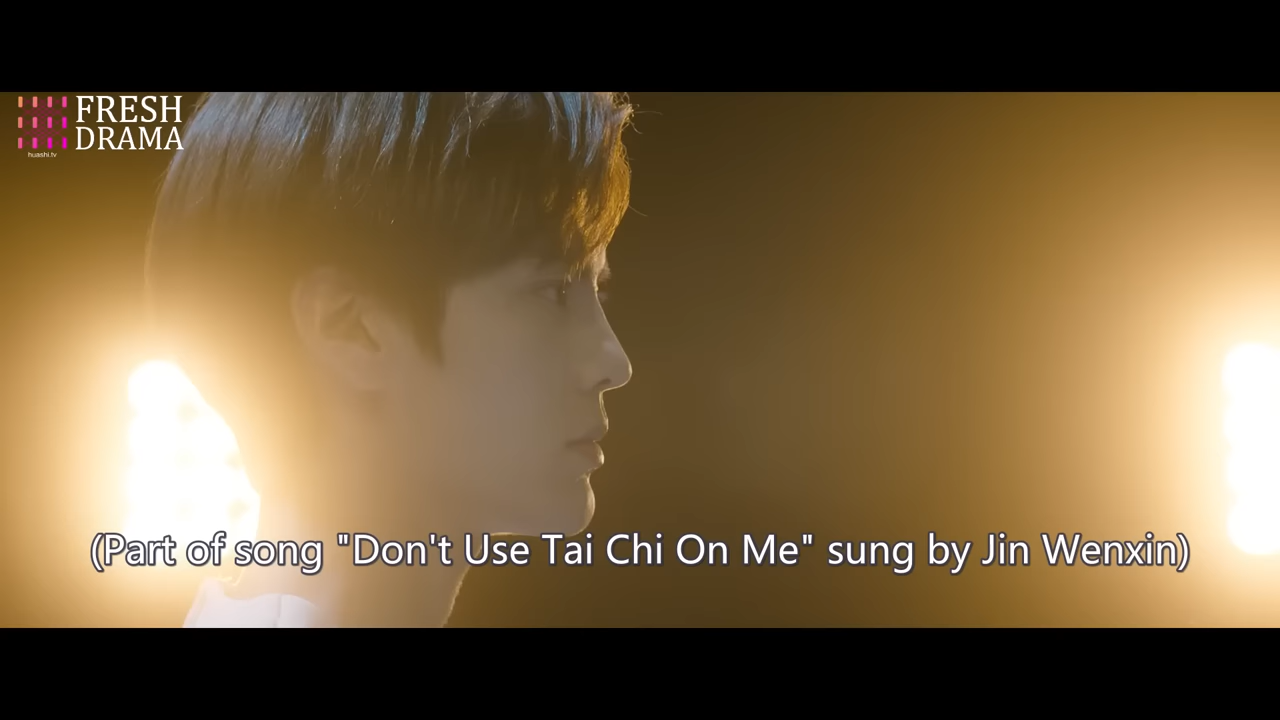 FRESH
DRAMA
huashi.tv
(Part of song "Don't Use Tai Chi On Me" sung by Jin Wenxin)